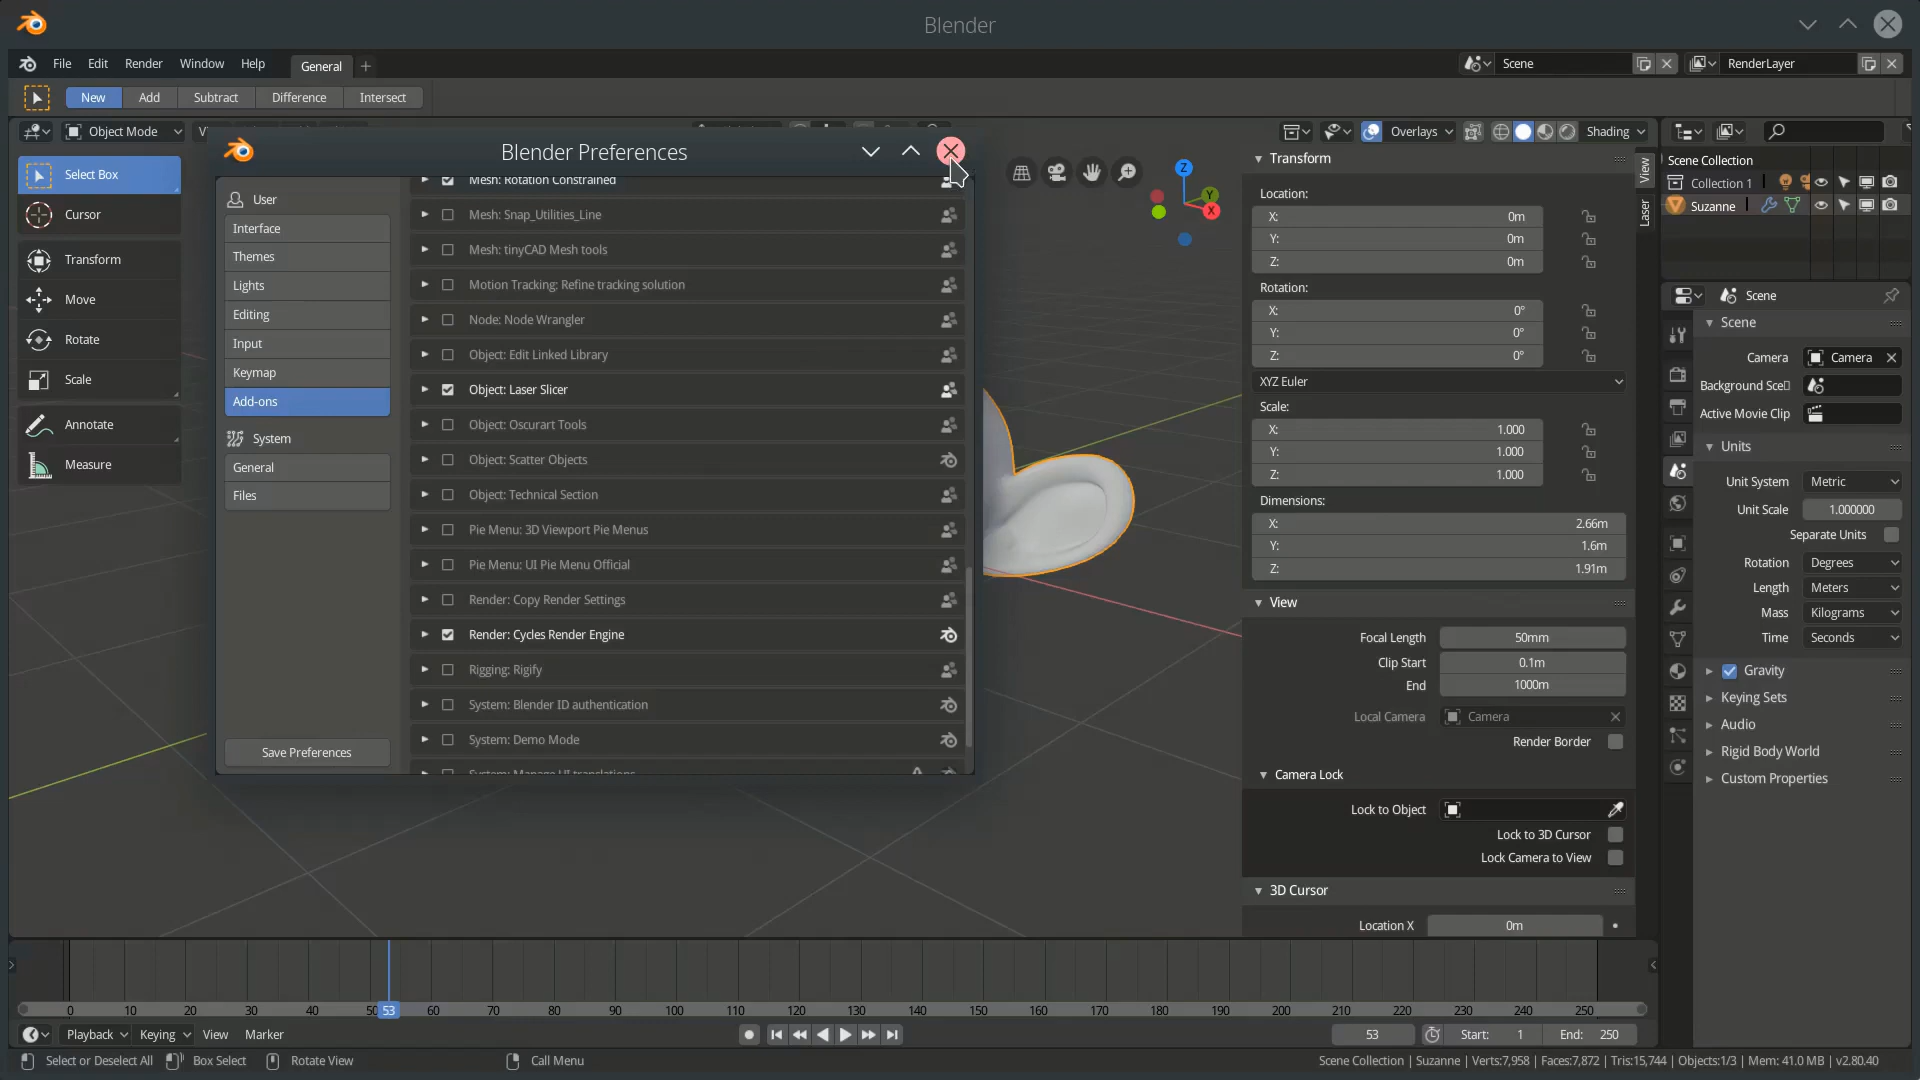 Blender
File Edit Render Window Help General +
Scene
RenderLayer
New Add Subtract Difference Intersect
Object Mode
Overlays
Shading
Blender Preferences
User
Interface
Themes
Lights
Editing
Input
Keymap
Add-ons
System
General
Files
Save Preferences
Mesh: Rotation Constrained
Mesh: Snap_Utilities_Line
Mesh: tinyCAD Mesh tools
Motion Tracking: Refine tracking solution
Node: Node Wrangler
Object: Edit Linked Library
Object: Laser Slicer
Object: Oscurart Tools
Object: Scatter Objects
Object: Technical Section
Pie Menu: 3D Viewport Pie Menus
Pie Menu: UI Pie Menu Official
Render: Copy Render Settings
Render: Cycles Render Engine
Rigging: Rigify
System: Blender ID authentication
System: Demo Mode
System: Manage UI translations
Select Box
Cursor
Transform
Move
Rotate
Scale
Annotate
Measure
Z
Y
X
Transform
Location:
X: 0m
Y: 0m
Z: 0m
Rotation:
X: 0°
Y: 0°
Z: 0°
XYZ Euler
Scale:
X: 1.000
Y: 1.000
Z: 1.000
Dimensions:
X: 2.66m
Y: 1.6m
Z: 1.91m
View
Focal Length 50mm
Clip Start 0.1m
End 1000m
Local Camera Camera
Render Border
Camera Lock
Lock to Object
Lock to 3D Cursor
Lock Camera to View
3D Cursor
Location X 0m
View
Laser
Scene Collection
Collection 1
Suzanne
Scene
Scene
Camera Camera
Background Sce
Active Movie Clip
Units
Unit System Metric
Unit Scale 1.000000
Separate Units
Rotation Degrees
Length Meters
Mass Kilograms
Time Seconds
Gravity
Keying Sets
Audio
Rigid Body World
Custom Properties
0 10 20 30 40 50 53 60 70 80 90 100 110 120 130 140 150 160 170 180 190 200 210 220 230 240 250
Playback Keying View Marker
53
Start: 1
End: 250
Select or Deselect All Box Select Rotate View Call Menu
Scene Collection | Suzanne | Verts:7,958 | Faces:7,872 | Tris:15,744 | Objects:1/3 | Mem: 41.0 MB | v2.80.40